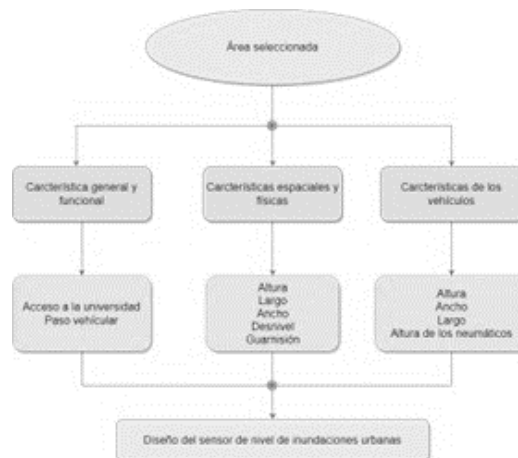 Área seleccionada
Carcterística general y
funcional
Carcterísticas espaciales y
físicas
Carcterísticas de los
vehículos
Acceso a la universidad
Paso vehícular
Altura
Largo
Ancho
Desnivel
Guarnisión
Altura
Ancho
Largo
Altura de los neumáticos
Diseño del sensor de nivel de inundaciones urbanas